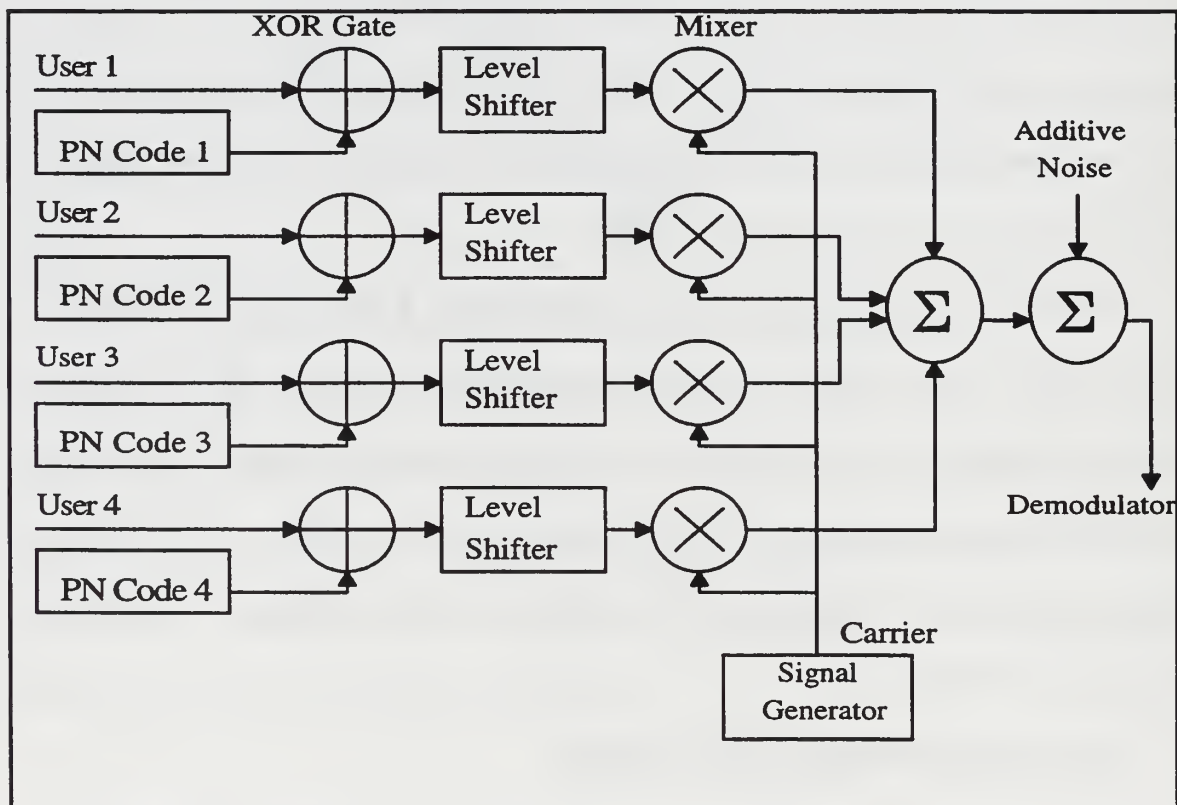 XOR Gate
Mixer
User 1
Level
Shifter
PN Code 1
Additive
Noise
User 2
Level
Shifter
PN Code 2
Σ
Σ
User 3
Level
Shifter
PN Code 3
User 4
Level
Shifter
Demodulator
PN Code 4
Carrier
Signal
Generator